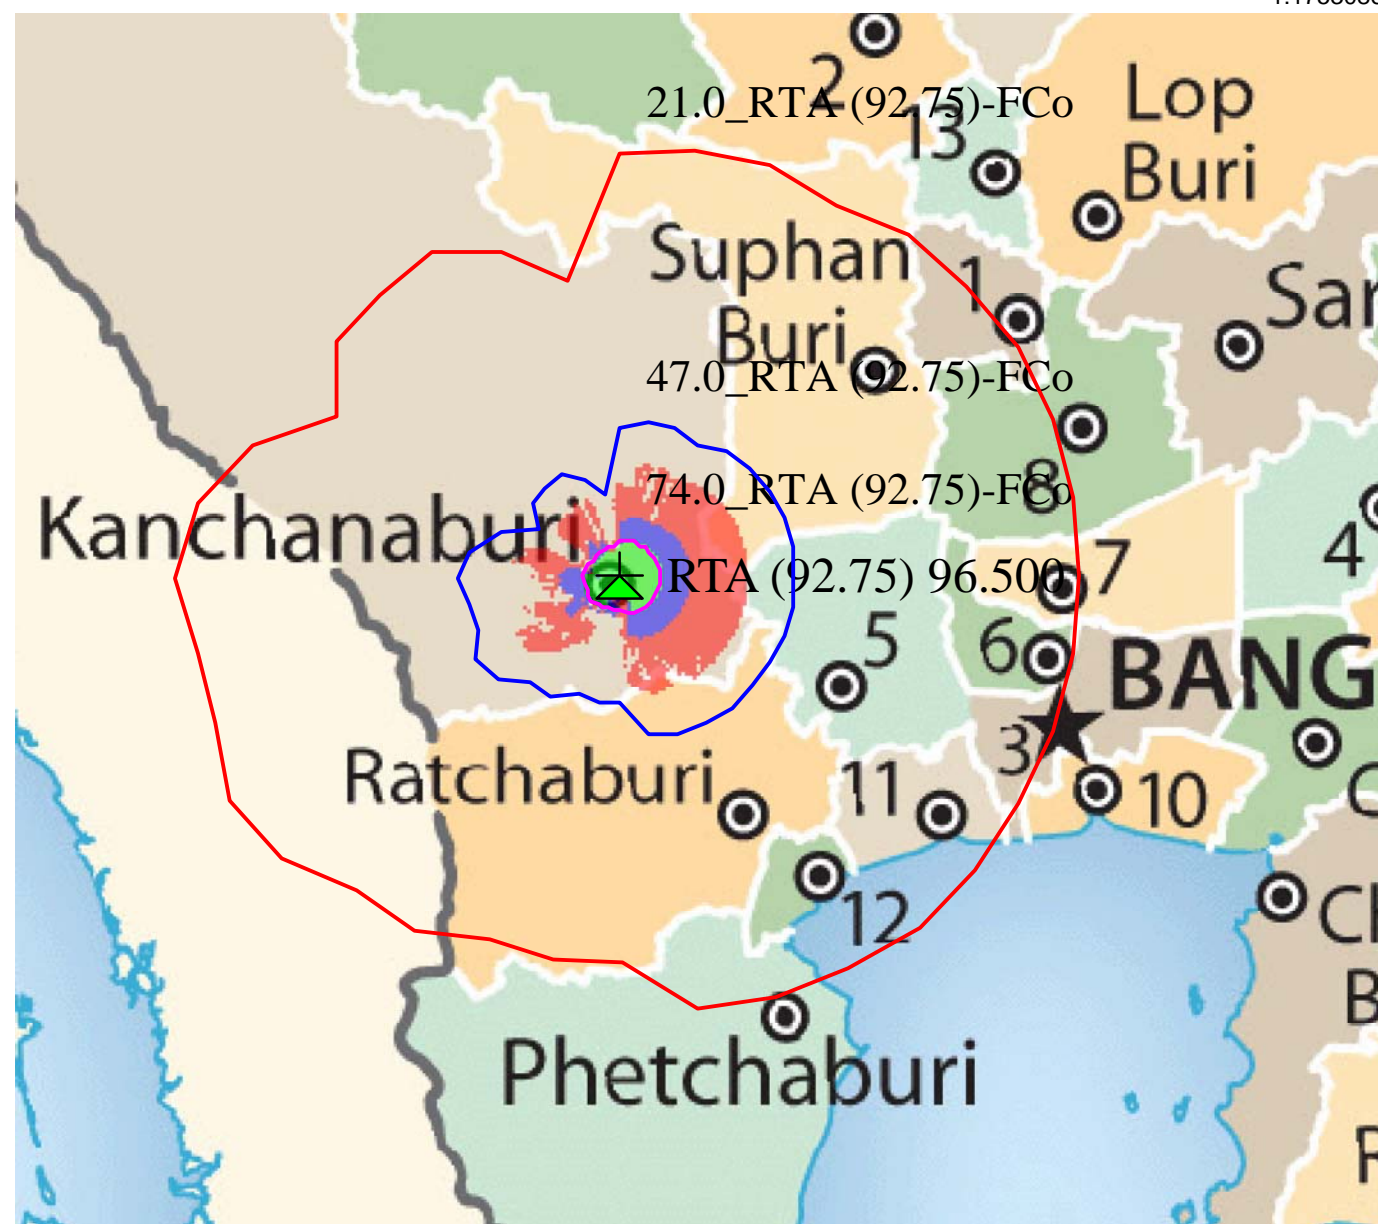 2
21.0_RTA (92.75)-FCo
13
Lop
Buri
Suphan
Buri
1
Sar
47.0_RTA (92.75)-FCo
8
74.0_RTA (92.75)-FCo
Kanchanaburi
4
7
RTA (92.75) 96.500
5
6
BANG
3
Ratchaburi
11
10
12
Phetchaburi